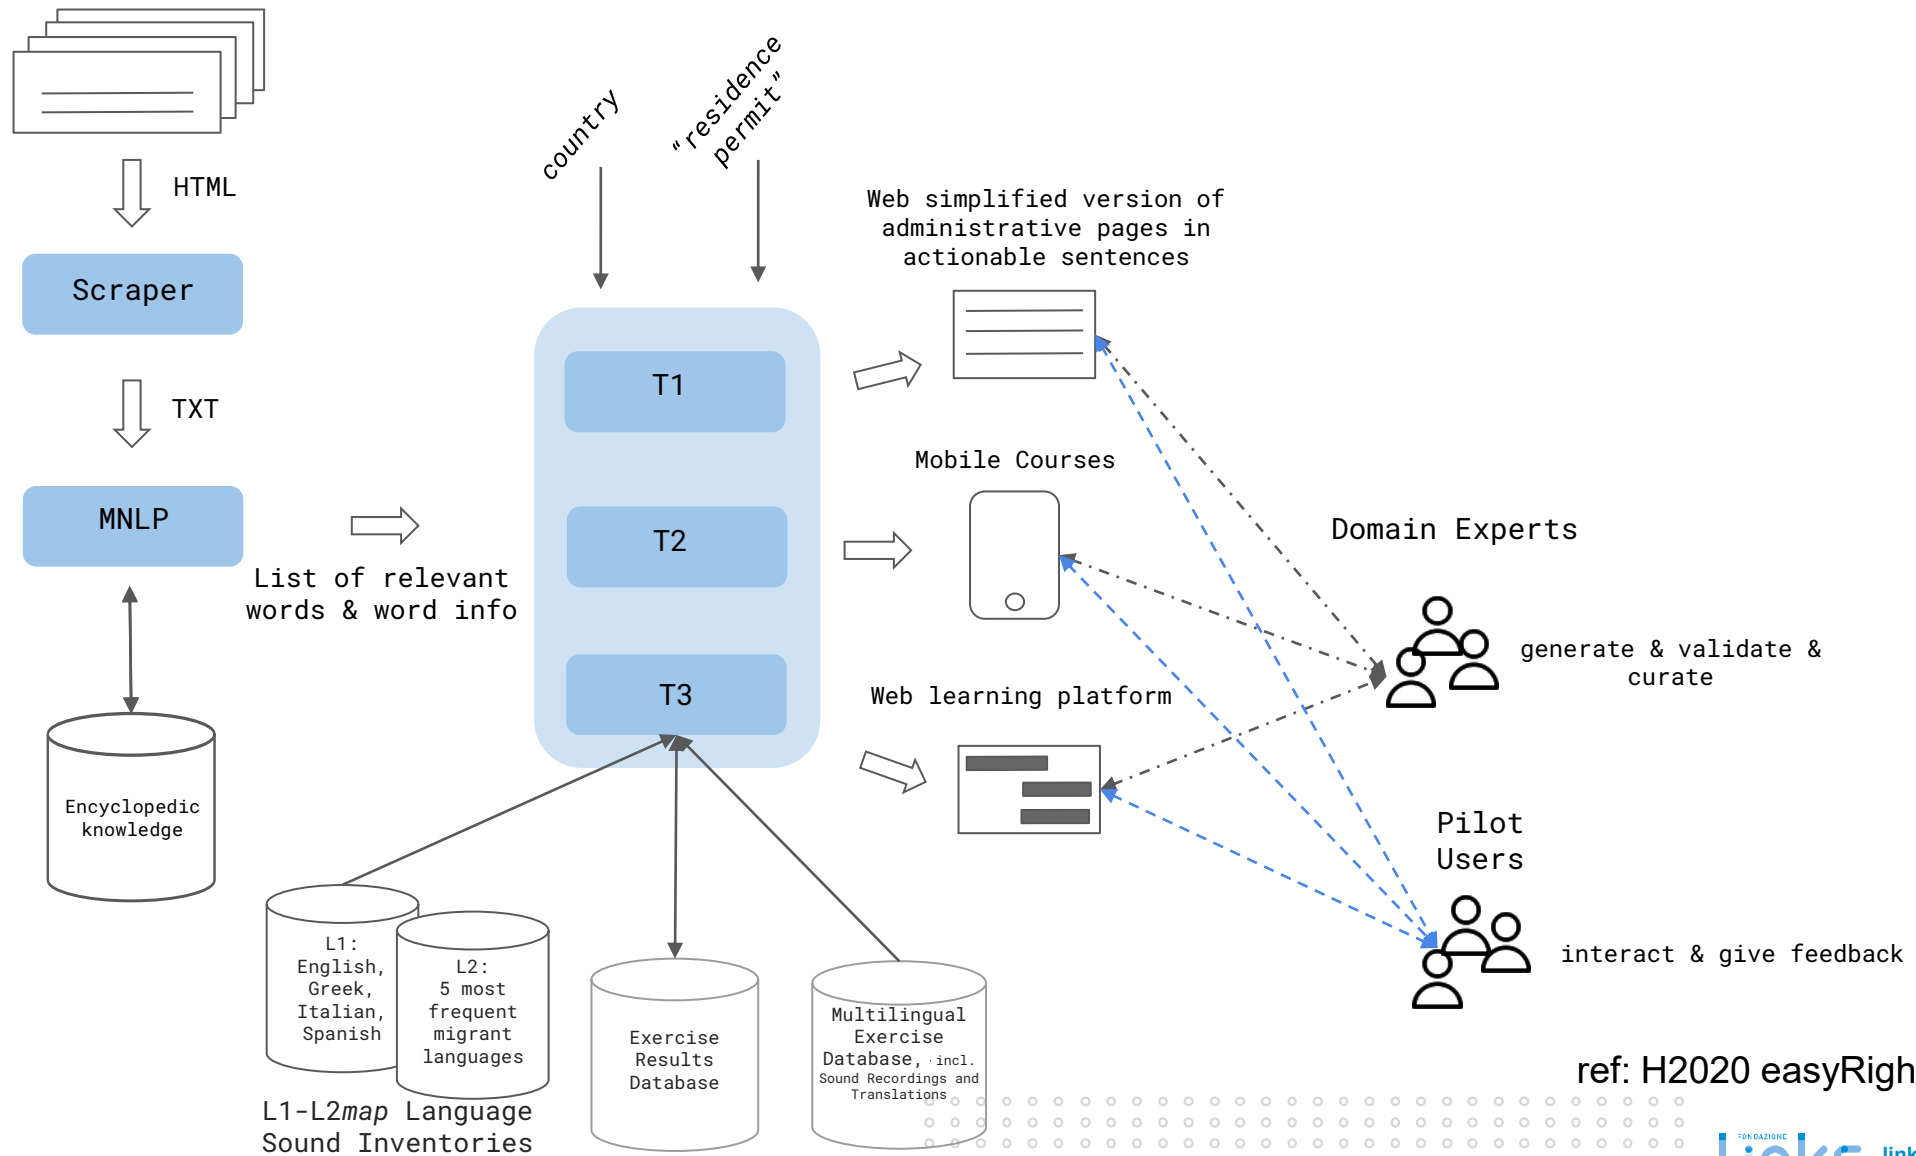 HTML
Scraper
TXT
MNLP
List of relevant
words & word info
Encyclopedic
knowledge
country
"residence
permit"
T1
T2
T3
Web simplified version of
administrative pages in
actionable sentences
Mobile Courses
Web learning platform
Domain Experts
generate & validate &
curate
Pilot
Users
interact & give feedback
L1:
English,
Greek,
Italian,
Spanish
L2:
5 most
frequent
migrant
languages
L1-L2map Language
Sound Inventories
Exercise
Results
Database
Multilingual
Exercise
Database, incl.
Sound Recordings and
Translations
ref: H2020 easyRigh
FONDAZIONE
link